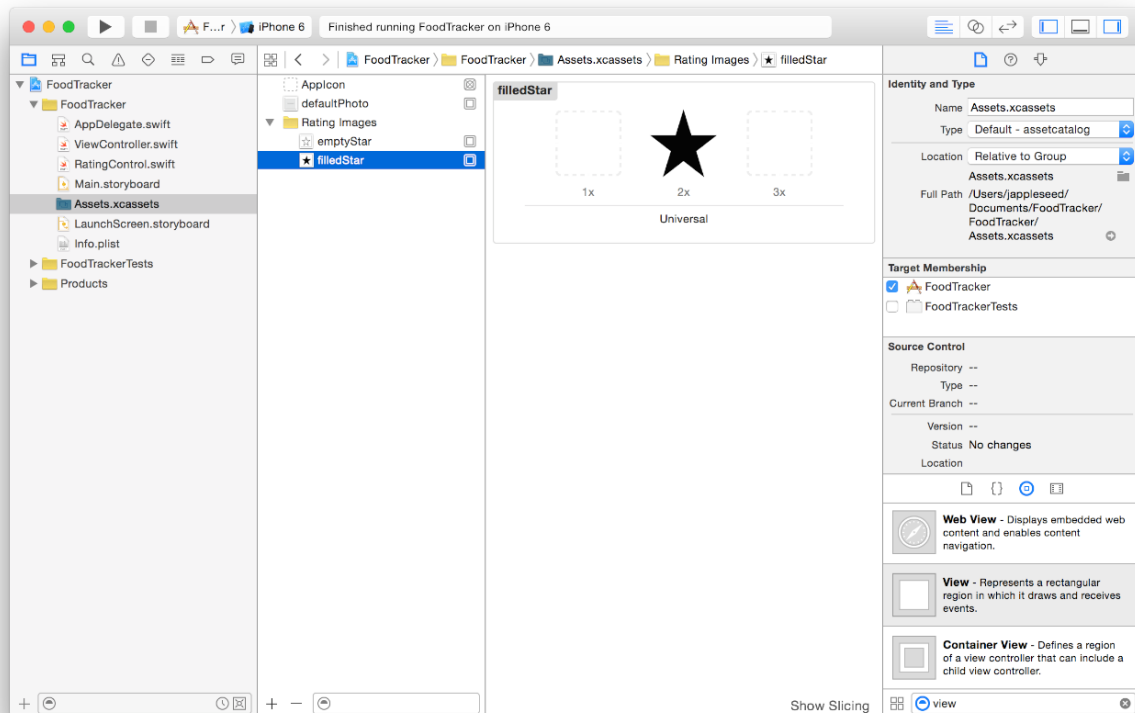 F...r 〉 iPhone 6
Finished running FoodTracker on iPhone 6
FoodTracker 〉 FoodTracker 〉 Assets.xcassets 〉 Rating Images 〉 filledStar
FoodTracker
FoodTracker
AppDelegate.swift
ViewController.swift
RatingControl.swift
Main.storyboard
Assets.xcassets
LaunchScreen.storyboard
Info.plist
FoodTrackerTests
Products
AppIcon
defaultPhoto
Rating Images
emptyStar
filledStar
filledStar
1x 2x 3x
Universal
Show Slicing
Identity and Type
Name Assets.xcassets
Type Default - assetcatalog
Location Relative to Group
Assets.xcassets
Full Path /Users/jappleseed/
Documents/FoodTracker/
FoodTracker/
Assets.xcassets
Target Membership
FoodTracker
FoodTrackerTests
Source Control
Repository --
Type --
Current Branch --
Version --
Status No changes
Location
{}
Web View - Displays embedded web
content and enables content
navigation.
View - Represents a rectangular
region in which it draws and receives
events.
Container View - Defines a region
of a view controller that can include a
child view controller.
view